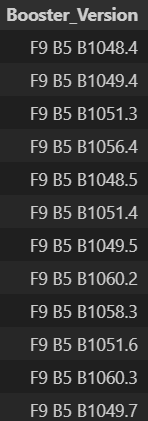 Booster_Version
F9 B5 B1048.4
F9 B5 B1049.4
F9 B5 B1051.3
F9 B5 B1056.4
F9 B5 B1048.5
F9 B5 B1051.4
F9 B5 B1049.5
F9 B5 B1060.2
F9 B5 B1058.3
F9 B5 B1051.6
F9 B5 B1060.3
F9 B5 B1049.7